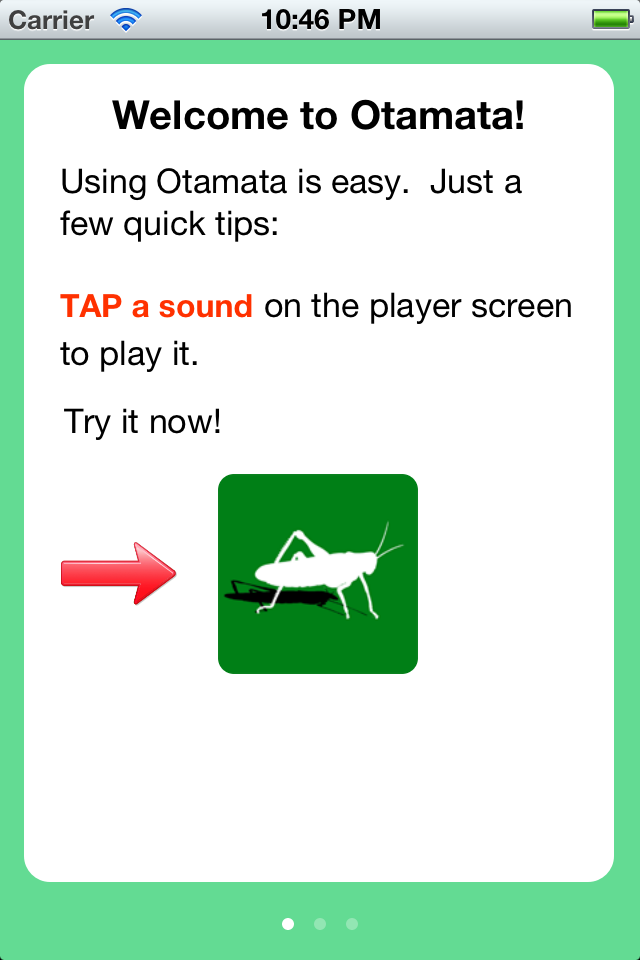 Carrier 10:46 PM
Welcome to Otamata!
Using Otamata is easy.  Just a
few quick tips:
TAP a sound on the player screen
to play it.
Try it now!